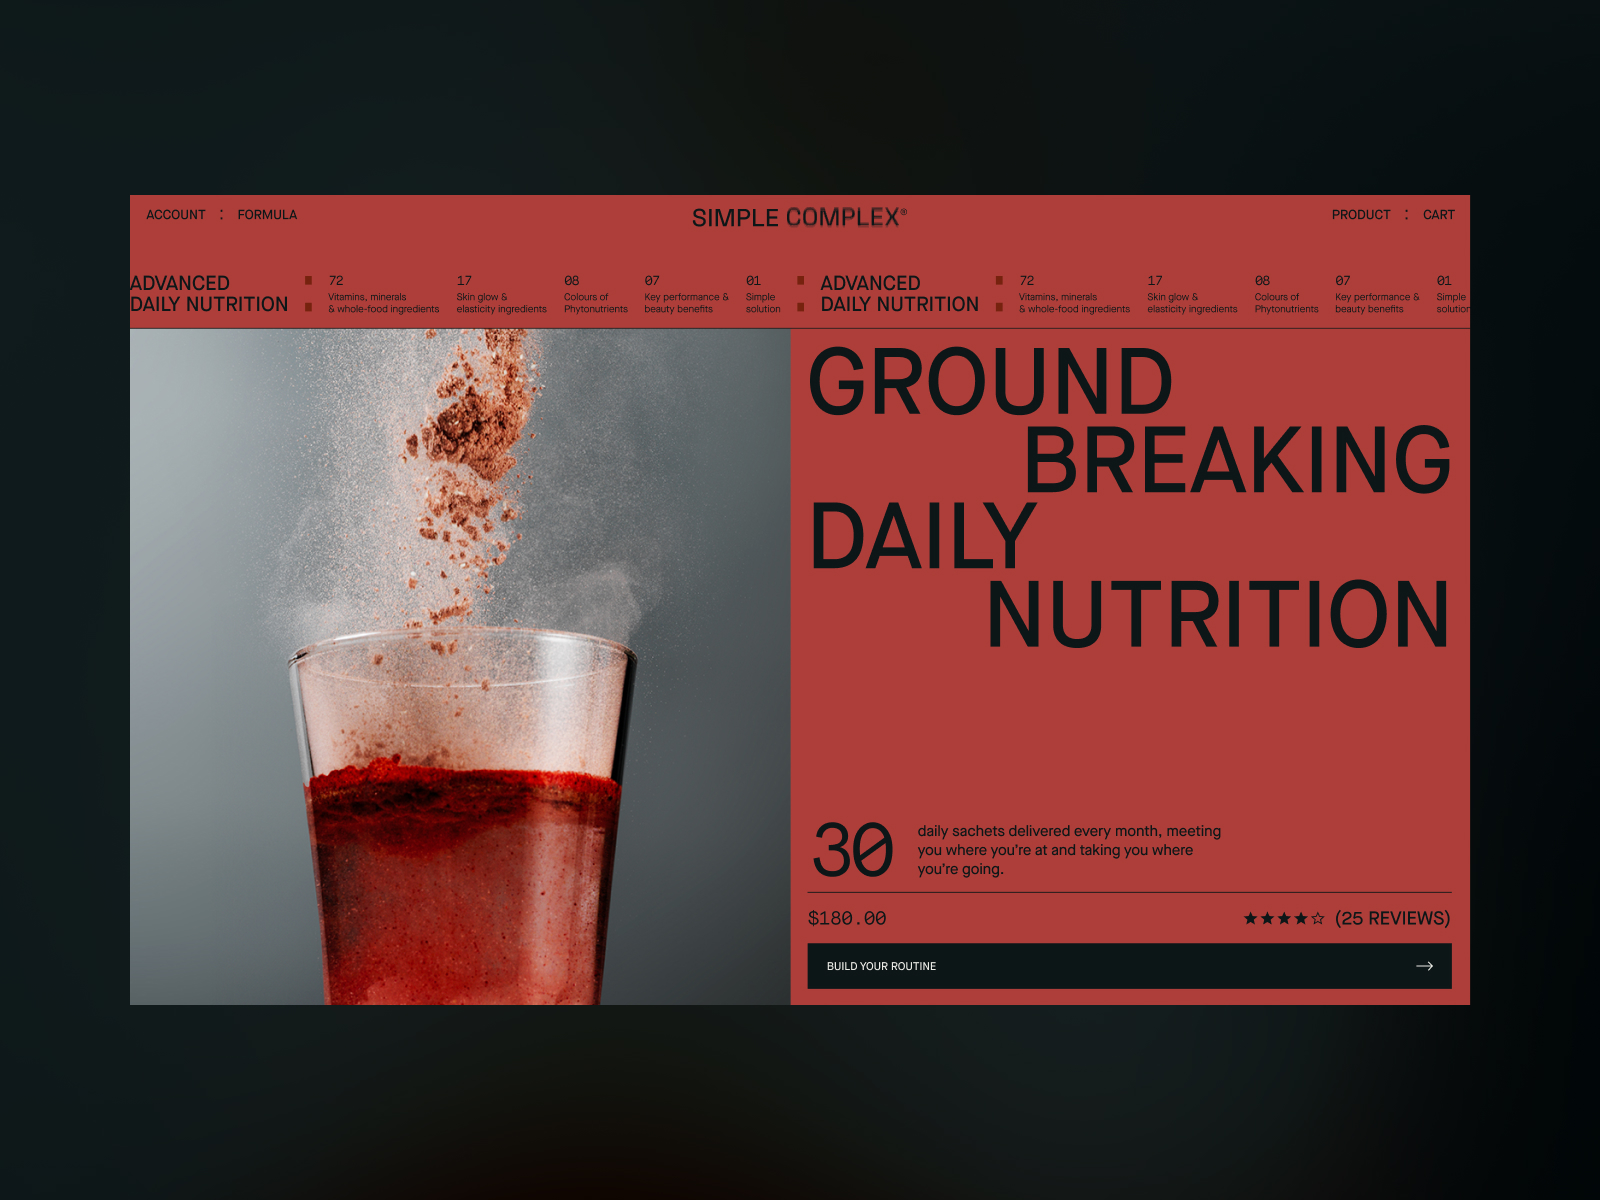 ACCOUNT : FORMULA
SIMPLE COMPLEX®
PRODUCT : CART
ADVANCED
DAILY NUTRITION
72
Vitamins, minerals
& whole-food ingredients
17
Skin glow &
elasticity ingredients
08
Colours of
Phytonutrients
07
Key performance &
beauty benefits
01
Simple
solution
ADVANCED
DAILY NUTRITION
72
Vitamins, minerals
& whole-food ingredients
17
Skin glow &
elasticity ingredients
08
Colours of
Phytonutrients
07
Key performance &
beauty benefits
01
Simple
solution
GROUND
BREAKING
DAILY
NUTRITION
30
daily sachets delivered every month, meeting
you where you're at and taking you where
you're going.
$180.00
★★★★☆ (25 REVIEWS)
BUILD YOUR ROUTINE →